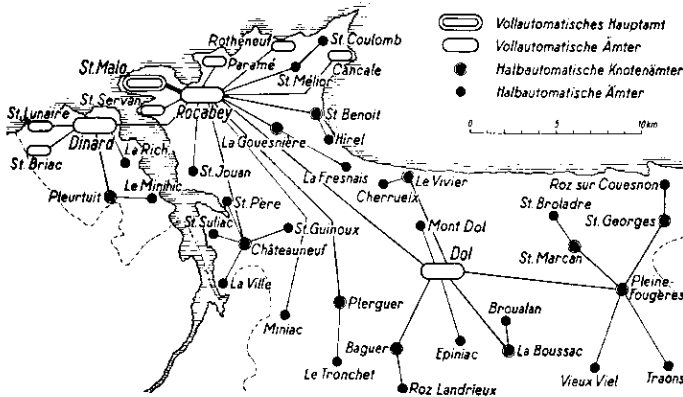 Vollautomatisches Hauptamt
Vollautomatische Ämter
Halbautomatische Knotenämter
Halbautomatische Ämter
0 5 10km
Rotheneuf
St. Coulomb
Paramé
St. Malo
St. Méloir
Cancale
St. Servan
Rocabey
St. Benoit
St. Lunaire
Dinard
La Gouesnière
Hirel
St. Briac
La Rich
St. Jouan
La Fresnais
Le Vivier
Cherrueix
Roz sur Couesnon
Pleurtuit
Le Minihic
St. Père
St. Broladre
St. Suliac
St. Guinoux
Mont Dol
St. Georges
Châteauneuf
Dol
St. Marcan
La Ville
Pleine-
Fougères
Miniac
Plerguer
Broualan
Baguer
Epiniac
La Boussac
Le Tronchet
Vieux Viel
Traons
Roz Landrieux